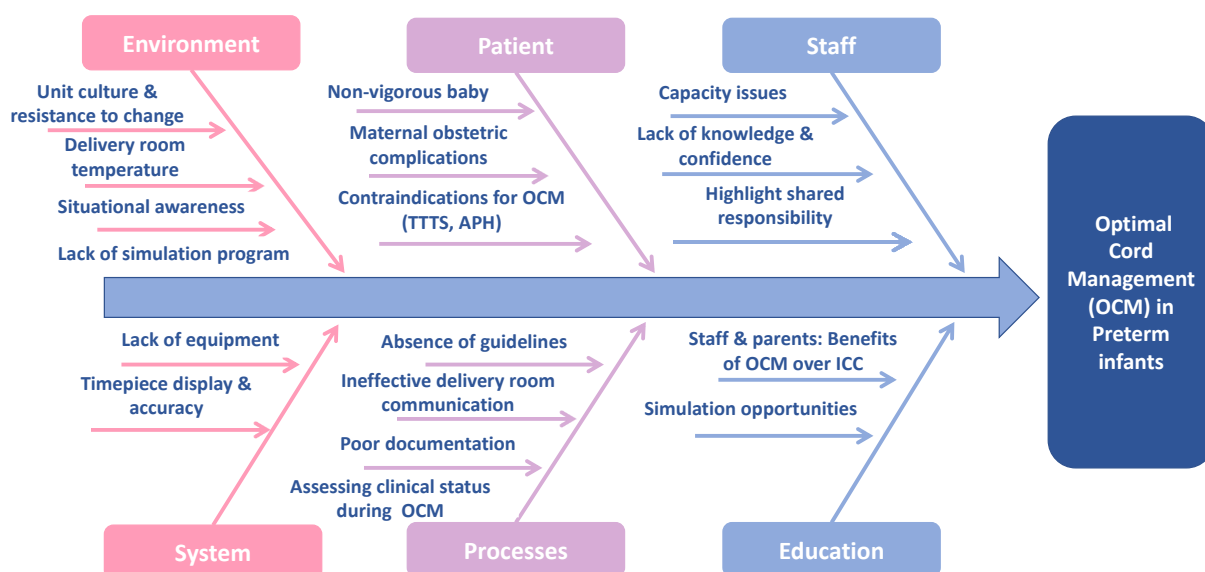 Environment
Unit culture &
resistance to change
Delivery room
temperature
Situational awareness
Lack of simulation program
Patient
Non-vigorous baby
Maternal obstetric
complications
Contraindications for OCM
(TTTS, APH)
Staff
Capacity issues
Lack of knowledge &
confidence
Highlight shared
responsibility
Optimal
Cord
Management
(OCM) in
Preterm
infants
Lack of equipment
Timepiece display &
accuracy
System
Absence of guidelines
Ineffective delivery room
communication
Poor documentation
Assessing clinical status
during OCM
Processes
Staff & parents: Benefits
of OCM over ICC
Simulation opportunities
Education